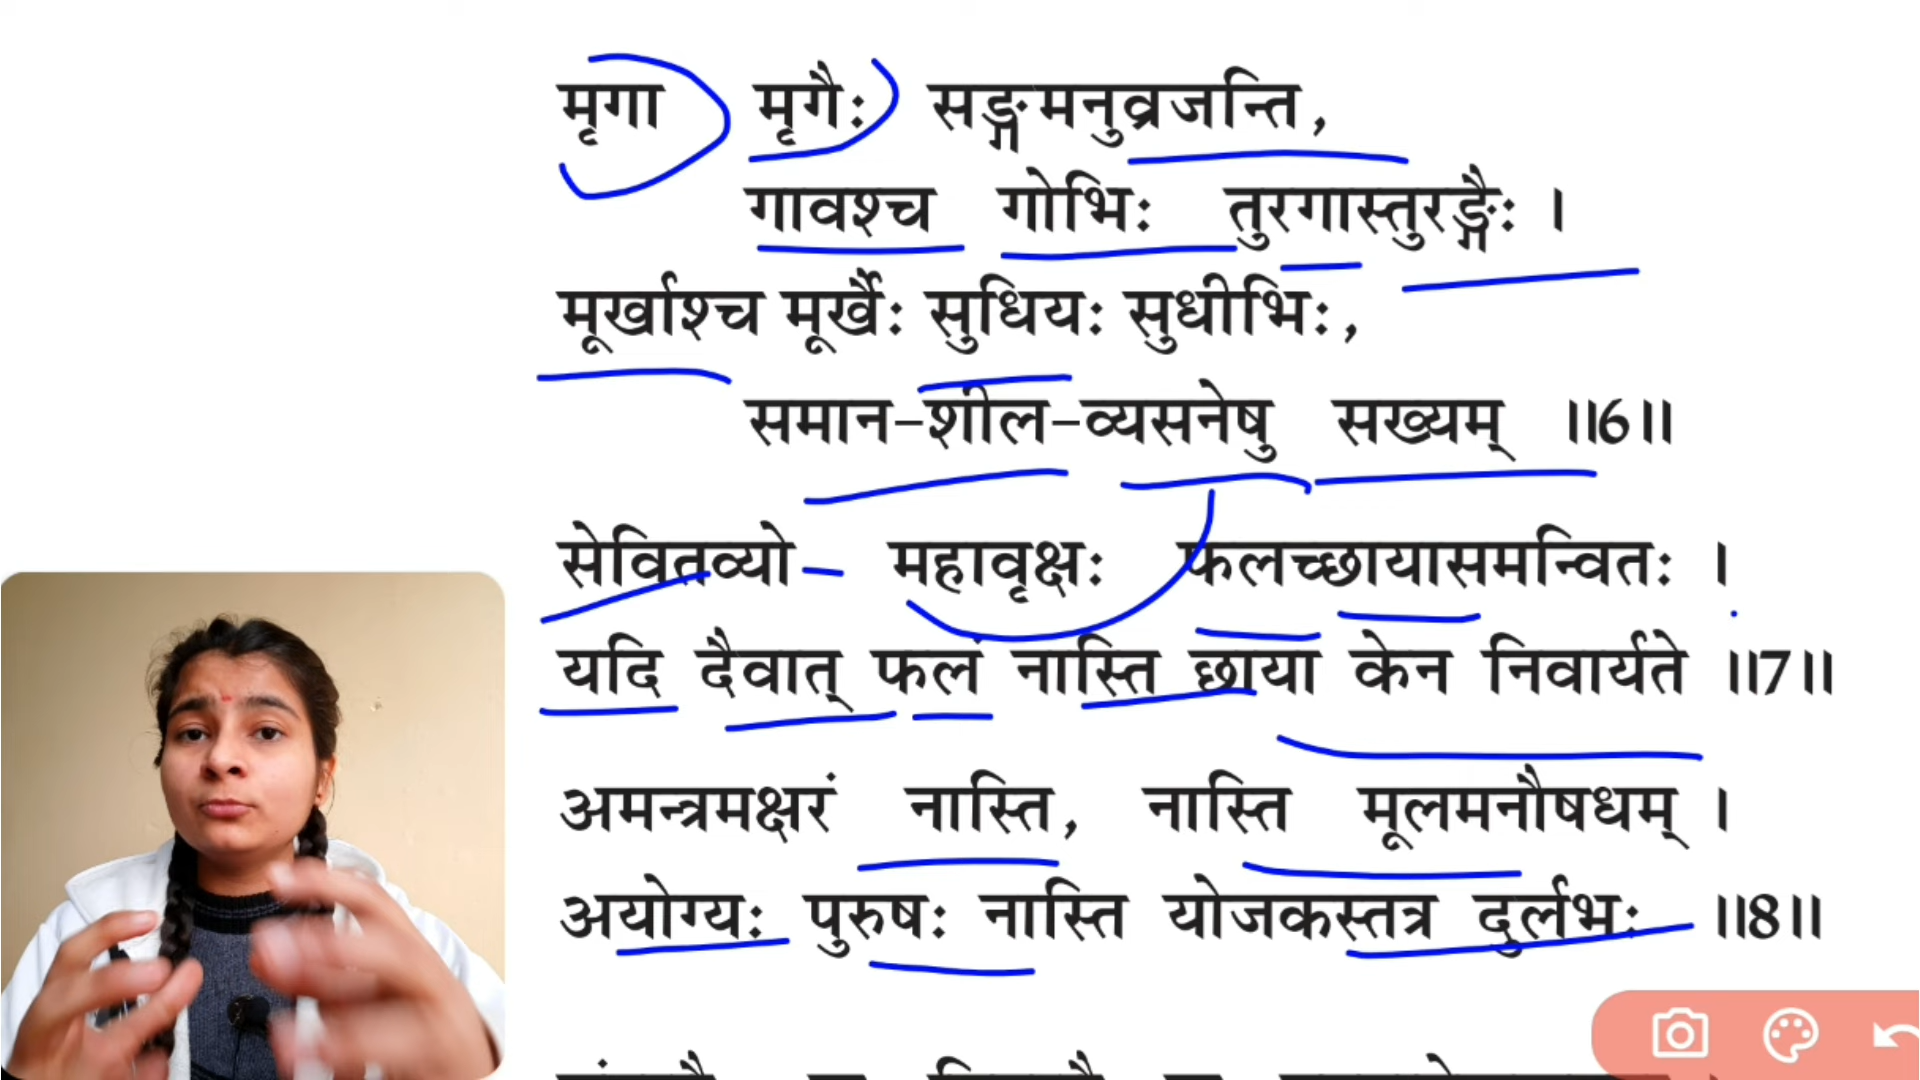 मृगा मृगैः सङ्गमनुव्रजन्ति,
गावश्च गोभिः तुरगास्तुरङ्गैः ।
मूर्खाश्च मूर्खैः सुधियः सुधीभिः,
समान-शील-व्यसनेषु सख्यम् ॥6॥
सेवितव्यो महावृक्षः फलच्छायासमन्वितः ।
यदि दैवात् फलं नास्ति छाया केन निवार्यते ॥7॥
अमन्त्रमक्षरं नास्ति, नास्ति मूलमनौषधम् ।
अयोग्यः पुरुषः नास्ति योजकस्तत्र दुर्लभः ॥8॥